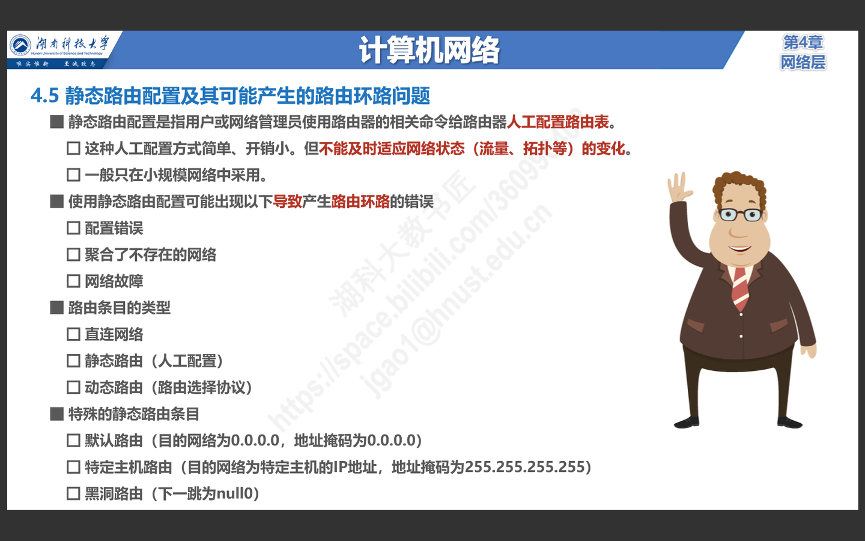 湖南科技大学
Hunan University of Science and Technology
唯实惟新 至诚致志
计算机网络
第4章
网络层
4.5 静态路由配置及其可能产生的路由环路问题
■ 静态路由配置是指用户或网络管理员使用路由器的相关命令给路由器人工配置路由表。
□ 这种人工配置方式简单、开销小。但不能及时适应网络状态（流量、拓扑等）的变化。
□ 一般只在小规模网络中采用。
■ 使用静态路由配置可能出现以下导致产生路由环路的错误
□ 配置错误
□ 聚合了不存在的网络
□ 网络故障
■ 路由条目的类型
□ 直连网络
□ 静态路由（人工配置）
□ 动态路由（路由选择协议）
■ 特殊的静态路由条目
□ 默认路由（目的网络为0.0.0.0，地址掩码为0.0.0.0）
□ 特定主机路由（目的网络为特定主机的IP地址，地址掩码为255.255.255.255）
□ 黑洞路由（下一跳为null0）
湖科大教书匠
jgao1@hnust.edu.cn